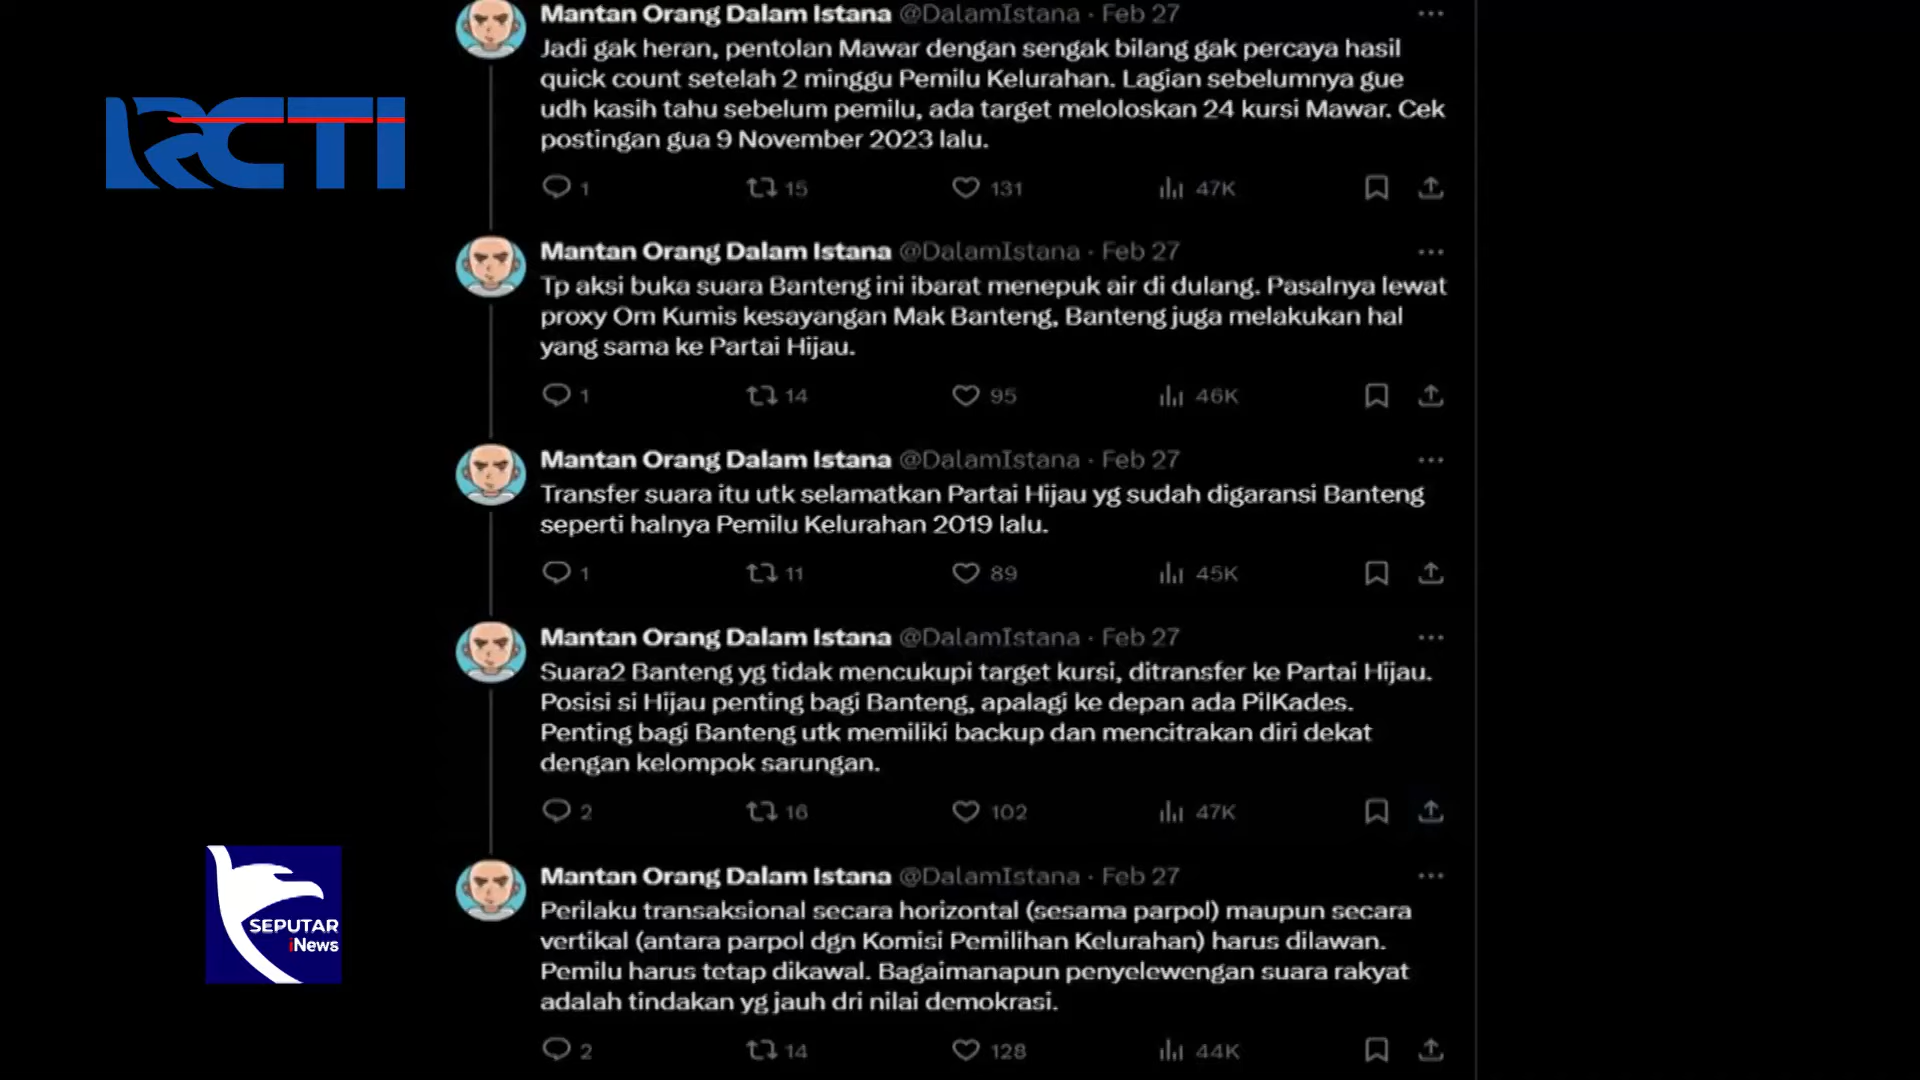 Mantan Orang Dalam Istana @DalamIstana · Feb 27
Jadi gak heran, pentolan Mawar dengan sengak bilang gak percaya hasil
quick count setelah 2 minggu Pemilu Kelurahan. Lagian sebelumnya gue
udh kasih tahu sebelum pemilu, ada target meloloskan 24 kursi Mawar. Cek
postingan gua 9 November 2023 lalu.
1 15 131 47K
RCTI
Mantan Orang Dalam Istana @DalamIstana · Feb 27
Tp aksi buka suara Banteng ini ibarat menepuk air di dulang. Pasalnya lewat
proxy Om Kumis kesayangan Mak Banteng, Banteng juga melakukan hal
yang sama ke Partai Hijau.
1 14 95 46K
Mantan Orang Dalam Istana @DalamIstana · Feb 27
Transfer suara itu utk selamatkan Partai Hijau yg sudah digaransi Banteng
seperti halnya Pemilu Kelurahan 2019 lalu.
1 11 89 45K
Mantan Orang Dalam Istana @DalamIstana · Feb 27
Suara2 Banteng yg tidak mencukupi target kursi, ditransfer ke Partai Hijau.
Posisi si Hijau penting bagi Banteng, apalagi ke depan ada PilKades.
Penting bagi Banteng utk memiliki backup dan mencitrakan diri dekat
dengan kelompok sarungan.
2 16 102 47K
Mantan Orang Dalam Istana @DalamIstana · Feb 27
Perilaku transaksional secara horizontal (sesama parpol) maupun secara
vertikal (antara parpol dgn Komisi Pemilihan Kelurahan) harus dilawan.
Pemilu harus tetap dikawal. Bagaimanapun penyelewengan suara rakyat
adalah tindakan yg jauh dri nilai demokrasi.
2 14 128 44K
SEPUTAR
iNews